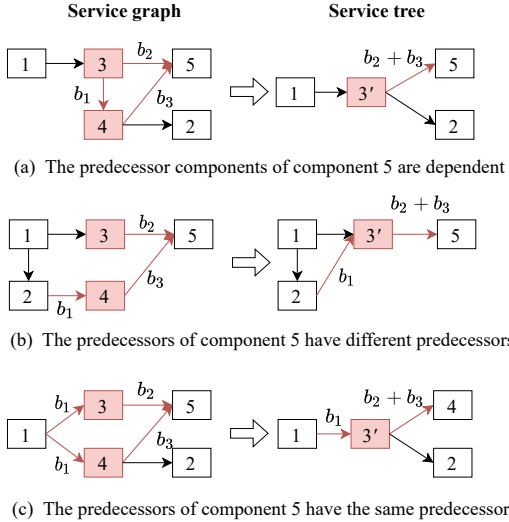 Service graph Service tree
1 3 b₂ 5 b₁ b₃ 4 2
1 3′ b₂ + b₃ 5 2
(a) The predecessor components of component 5 are dependent
1 3 b₂ 5 2 b₁ 4 b₃
1 3′ b₂ + b₃ 5 2 b₁
(b) The predecessors of component 5 have different predecessors
1 b₁ 3 b₂ 5 b₁ 4 b₃ 2
1 b₁ 3′ b₂ + b₃ 4 2
(c) The predecessors of component 5 have the same predecessor